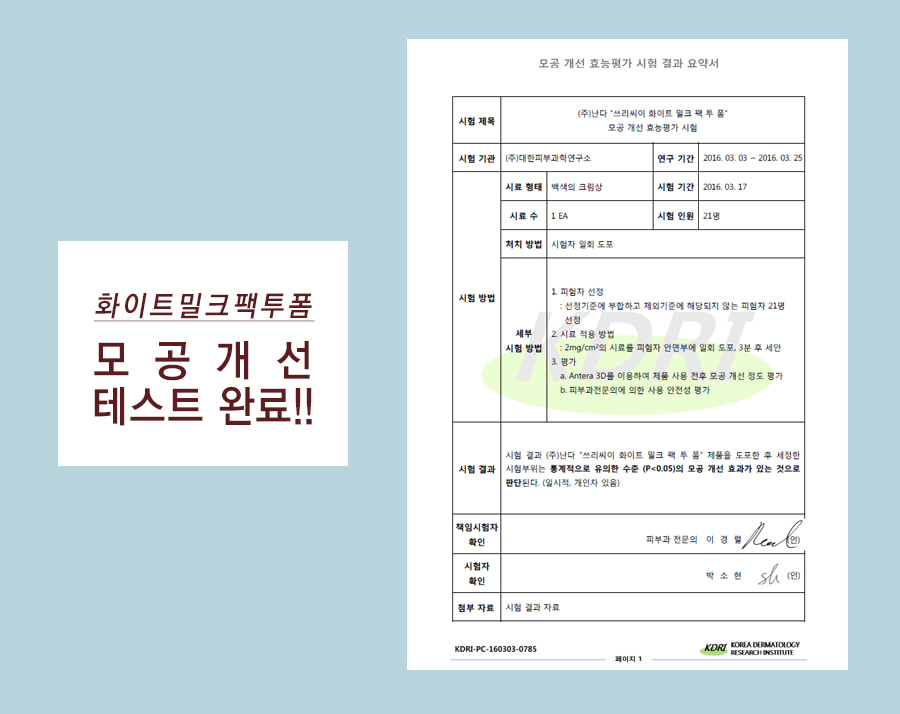 화이트밀크팩투폼
모공개선
테스트 완료!!
모공 개선 효능평가 시험 결과 요약서
시험 제목
(주)난다 "쓰리씨이 화이트 밀크 팩 투 폼"
모공 개선 효능평가 시험
시험 기관
(주)대한피부과학연구소
연구 기간
2016. 03. 03 ~ 2016. 03. 25
시험 방법
시료 형태
백색의 크림상
시험 기간
2016. 03. 17
시료 수
1 EA
시험 인원
21명
처치 방법
시험자 일회 도포
세부
시험 방법
1. 피험자 선정
: 선정기준에 부합하고 제외기준에 해당되지 않는 피험자 21명
선정
2. 시료 적용 방법
: 2mg/cm²의 시료를 피험자 안면부에 일회 도포, 3분 후 세안
3. 평가
a. Antera 3D를 이용하여 제품 사용 전후 모공 개선 정도 평가
b. 피부과전문의에 의한 사용 안전성 평가
KDRI
시험 결과
시험 결과 (주)난다 "쓰리씨이 화이트 밀크 팩 투 폼" 제품을 도포한 후 세정한
시험부위는 통계적으로 유의한 수준 (P<0.05)의 모공 개선 효과가 있는 것으로
판단된다. (일시적, 개인차 있음)
책임시험자
확인
피부과 전문의 이 경 렬 (인)
시험자
확인
박 소 현 (인)
첨부 자료
시험 결과 자료
KDRI-PC-160303-0785
페이지 1
KDRI
KOREA DERMATOLOGY
RESEARCH INSTITUTE